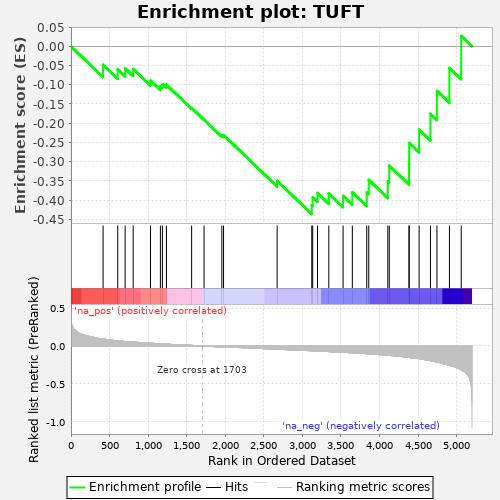 Enrichment plot: TUFT
Enrichment score (ES)
0.05
0.00
-0.05
-0.10
-0.15
-0.20
-0.25
-0.30
-0.35
-0.40
-0.45
'na_pos' (positively correlated)
Ranked list metric (PreRanked)
0.5
0.0
-0.5
-1.0
Zero cross at 1703
'na_neg' (negatively correlated)
0 500 1,000 1,500 2,000 2,500 3,000 3,500 4,000 4,500 5,000
Rank in Ordered Dataset
Enrichment profile Hits Ranking metric scores